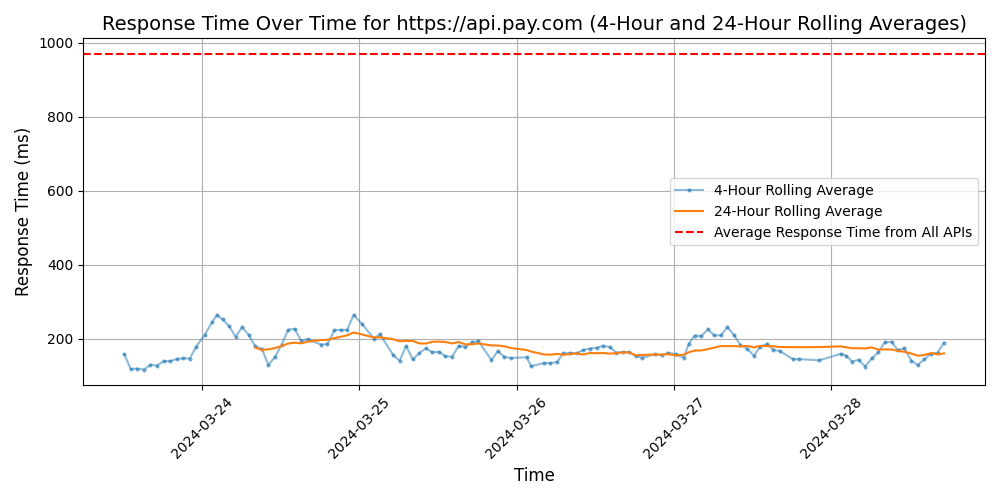 Response Time Over Time for https://api.pay.com (4-Hour and 24-Hour Rolling Averages)
1000
800
600
400
200
Response Time (ms)
4-Hour Rolling Average
24-Hour Rolling Average
Average Response Time from All APIs
2024-03-24
2024-03-25
2024-03-26
2024-03-27
2024-03-28
Time